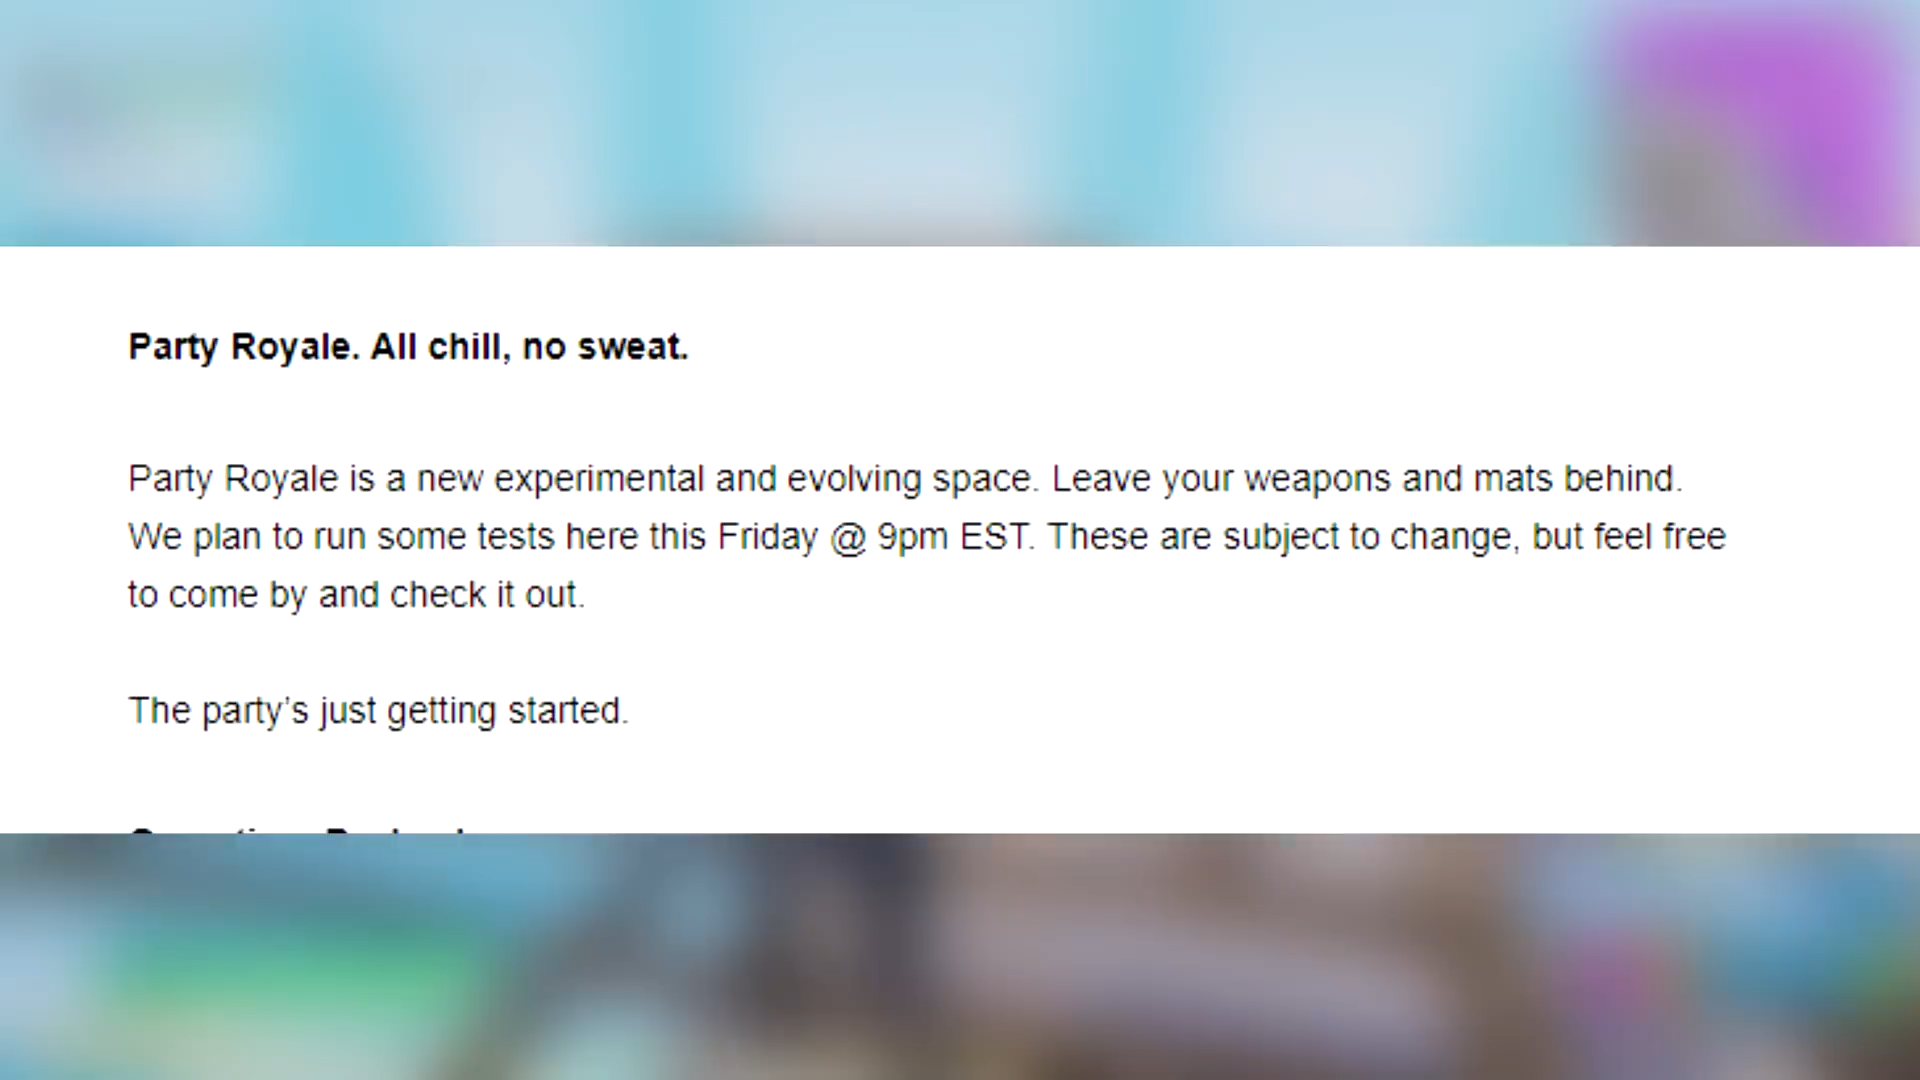 Party Royale. All chill, no sweat.
Party Royale is a new experimental and evolving space. Leave your weapons and mats behind.
We plan to run some tests here this Friday @ 9pm EST. These are subject to change, but feel free
to come by and check it out.
The party’s just getting started.